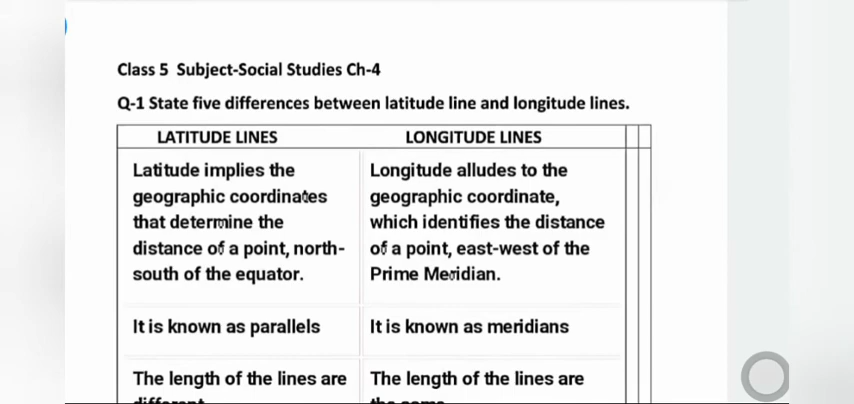 Class 5 Subject-Social Studies Ch-4
Q-1 State five differences between latitude line and longitude lines.
LATITUDE LINES
LONGITUDE LINES
Latitude implies the
geographic coordinates
that determine the
distance of a point, north-
south of the equator.
Longitude alludes to the
geographic coordinate,
which identifies the distance
of a point, east-west of the
Prime Meridian.
It is known as parallels
It is known as meridians
The length of the lines are
different
The length of the lines are
the same